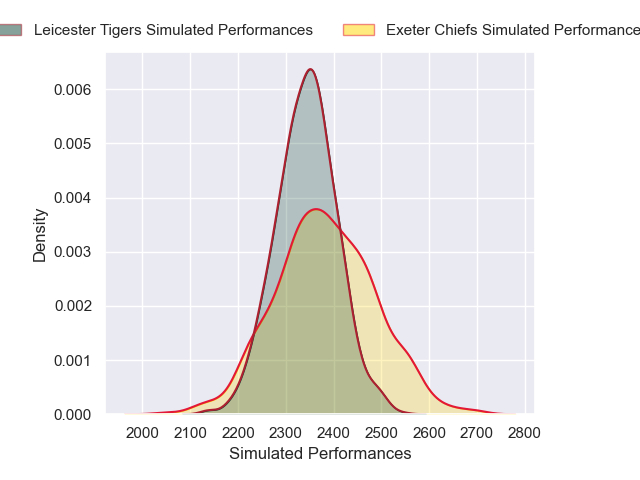 Leicester Tigers Simulated Performances
Exeter Chiefs Simulated Performance
0.006
0.005
0.004
0.003
0.002
0.001
0.000
Density
2000 2100 2200 2300 2400 2500 2600 2700 2800
Simulated Performances